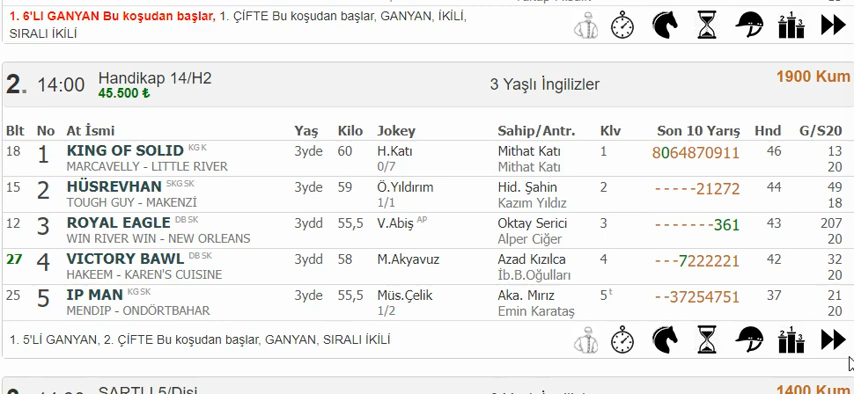 1. 6'LI GANYAN Bu koşudan başlar, 1. ÇİFTE Bu koşudan başlar, GANYAN, İKİLİ,
SIRALI İKİLİ
2. 14:00 Handikap 14/H2 3 Yaşlı İngilizler 1900 Kum
45.500 ₺
Blt No At İsmi Yaş Kilo Jokey Sahip/Antr. Klv Son 10 Yarış Hnd G/S20
18 1 KING OF SOLID KG K 3yde 60 H.Katı Mithat Katı 1 8064870911 46 13
MARCAVELLY - LITTLE RIVER 0/7 Mithat Katı 20
15 2 HÜSREVHAN SKG SK 3yde 59 Ö.Yıldırım Hid. Şahin 2 -----21272 44 49
TOUGH GUY - MAKENZİ 1/1 Kazım Yıldız 18
12 3 ROYAL EAGLE DB SK 3ydd 55,5 V.Abiş AP Oktay Serici 3 -------361 43 207
WIN RIVER WIN - NEW ORLEANS Alper Ciğer 20
27 4 VICTORY BAWL DB SK 3ydd 58 M.Akyavuz Azad Kızılca 4 ---7222221 42 32
HAKEEM - KAREN'S CUISINE İb.B.Oğulları 20
25 5 IP MAN KG SK 3yde 55,5 Müs.Çelik Aka. Mırız 5 t --37254751 37 21
MENDIP - ONDÖRTBAHAR 1/2 Emin Karataş 20
1. 5'Lİ GANYAN, 2. ÇİFTE Bu koşudan başlar, GANYAN, SIRALI İKİLİ
1400 Kum